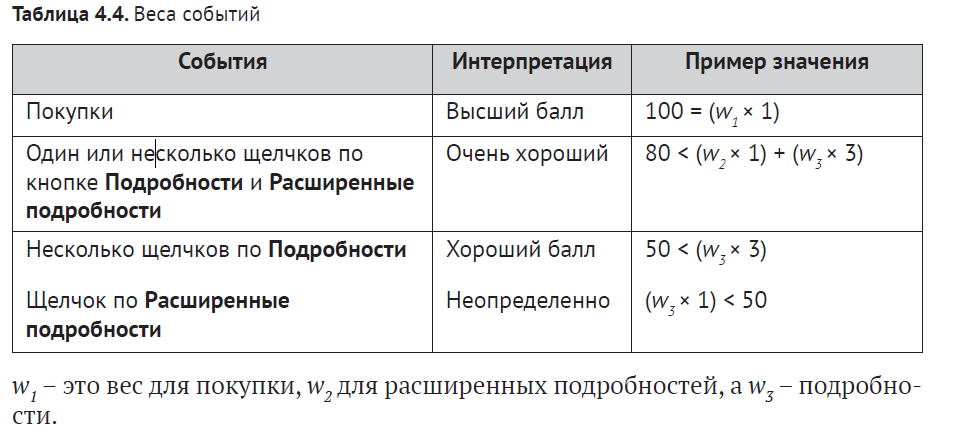 Таблица 4.4. Веса событий
События Интерпретация Пример значения
Покупки Высший балл 100 = (w1 × 1)
Один или несколько щелчков по Очень хороший 80 < (w2 × 1) + (w3 × 3)
кнопке Подробности и Расширенные
подробности
Несколько щелчков по Подробности Хороший балл 50 < (w3 × 3)
Щелчок по Расширенные Неопределенно (w3 × 1) < 50
подробности
w1 – это вес для покупки, w2 для расширенных подробностей, а w3 – подробно-
сти.